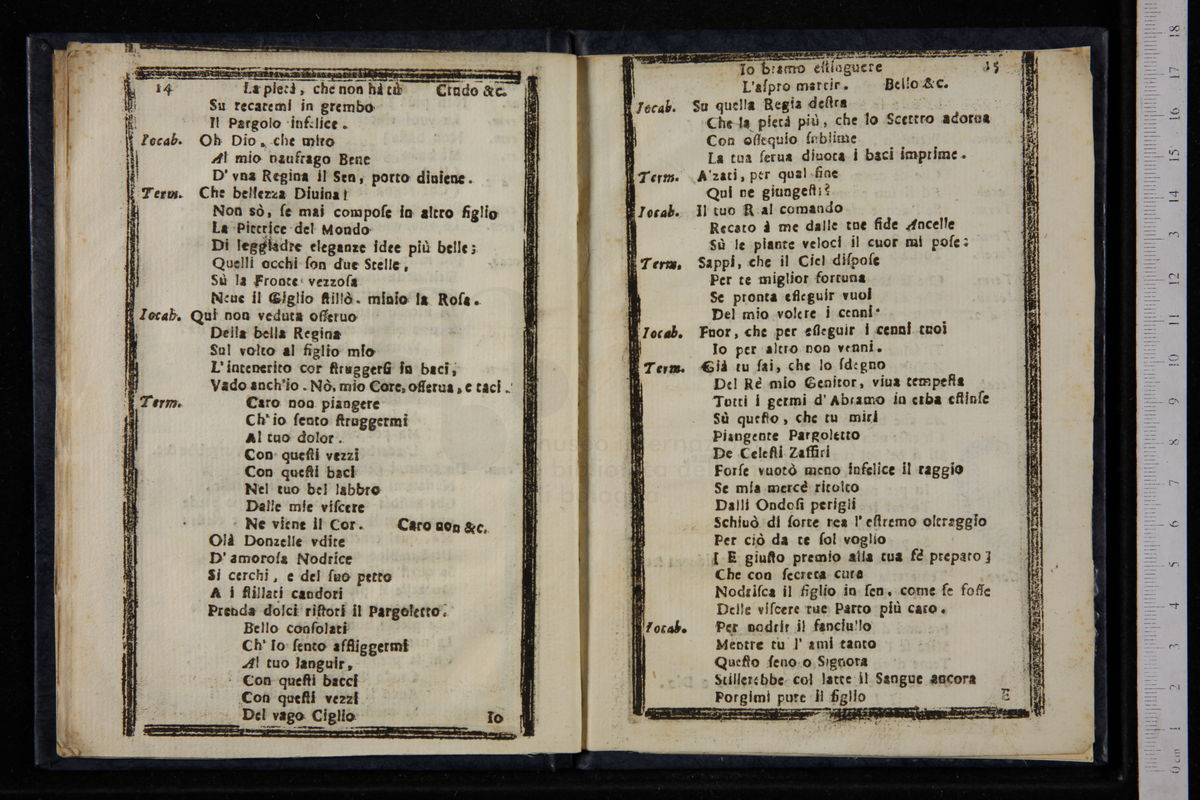 14 La pietà, che non hà tù Crudo &c.
Su recatemi in grembo
Il Pargolo infelice.
Iocab. Oh Dio, che miro
Al mio naufrago Bene
D'vna Regina il Sen, porto diuiene.
Term. Che bellezza Diuina!
Non sò, ſe mai compoſe in altro figlio
La Pittrice del Mondo
Di leggiadre eleganze idee più belle;
Quelli occhi ſon due Stelle,
Sù la Fronte vezzoſa
Neue il Giglio ſtillò, minio la Roſa.
Iocab. Quì non veduta oſſeruo
Della bella Regina
Sul volto al figlio mio
L'intenerito cor ſtruggerſi in baci,
Vado anch'io. Nò, mio Core, oſſerua, e taci.
Term. Caro non piangere
Ch'io ſento ſtruggermi
Al tuo dolor.
Con queſti vezzi
Con queſti baci
Nel tuo bel labbro
Dalle mie viſcere
Ne viene il Cor. Caro non &c.
Olà Donzelle vdite
D'amoroſa Nodrice
Si cerchi, e del ſuo petto
A i ſtillati candori
Prenda dolci riſtori il Pargoletto.
Bello conſolati
Ch'Io ſento affliggermi
Al tuo languir,
Con queſti bacci
Con queſti vezzi
Del vago Ciglio
Io
Io bramo eſtinguere 15
L'aſpro martir. Bello &c.
Iocab. Su quella Regia deſtra
Che la pietà più, che lo Scettro adorna
Con oſſequio ſublime
La tua ſerua diuota i baci imprime.
Term. A'zati, per qual fine
Qui ne giungeſti?
Iocab. Il tuo R al comando
Recato à me dalle tue fide Ancelle
Sù le piante veloci il cuor mi poſe:
Term. Sappi, che il Ciel diſpoſe
Per te miglior fortuna
Se pronta eſſeguir vuoi
Del mio volere i cenni.
Iocab. Fuor, che per eſſeguir i cenni tuoi
Io per altro non venni.
Term. Già tu ſai, che lo ſdegno
Del Rè mio Genitor, viua tempeſta
Tutti i germi d'Abramo in erba eſtinſe
Sù queſto, che tu miri
Piangente Pargoletto
De Celeſti Zaffiri
Forſe vuotò meno infelice il raggio
Se mia mercè ritolto
Dalli Ondoſi perigli
Schiuò di ſorte rea l'eſtremo oltraggio
Per ciò da te ſol voglio
[ E giuſto premio alla tua fè preparo ]
Che con ſecreta cura
Nodriſca il figlio in ſen, come ſe foſſe
Delle viſcere tue Parto più caro.
Iocab. Per nodrir il fanciu'lo
Mentre tu l'ami tanto
Queſto ſeno o Signora
Stillerebbe col latte il Sangue ancora
Porgimi pure il figlio
E